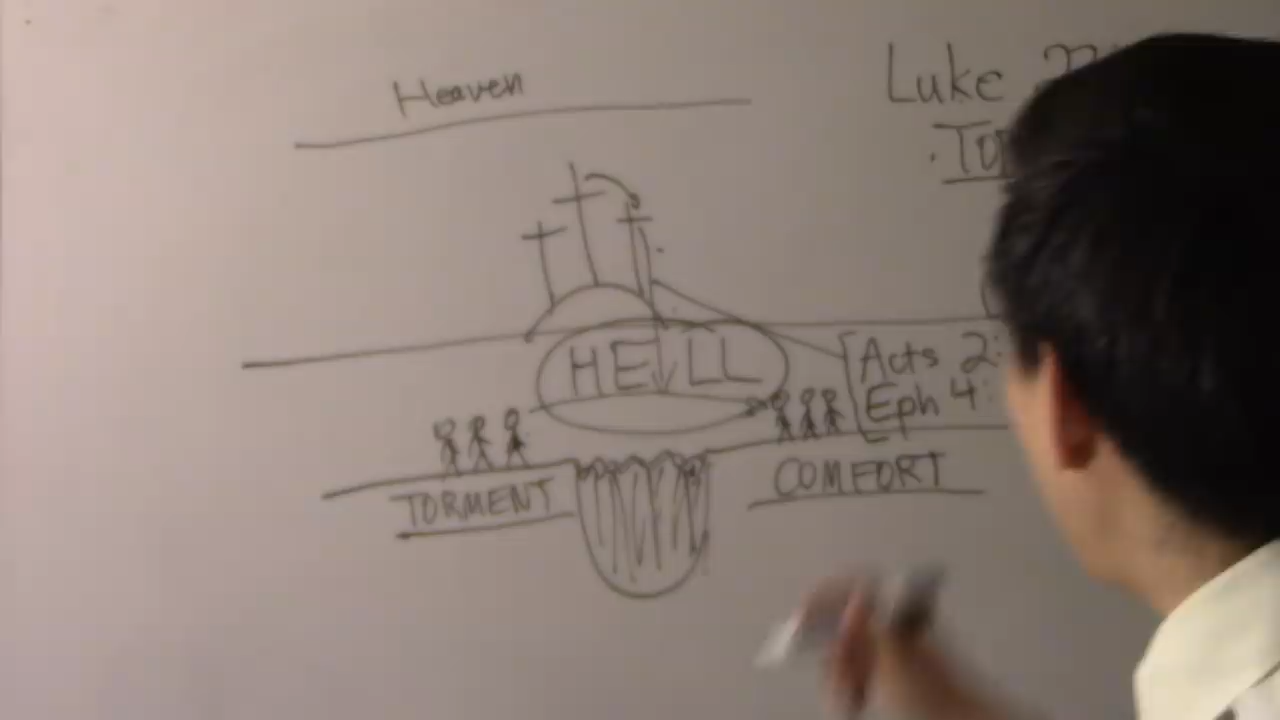 Heaven
Luke
HELL
Acts 2:
Eph 4:
TORMENT
COMFORT